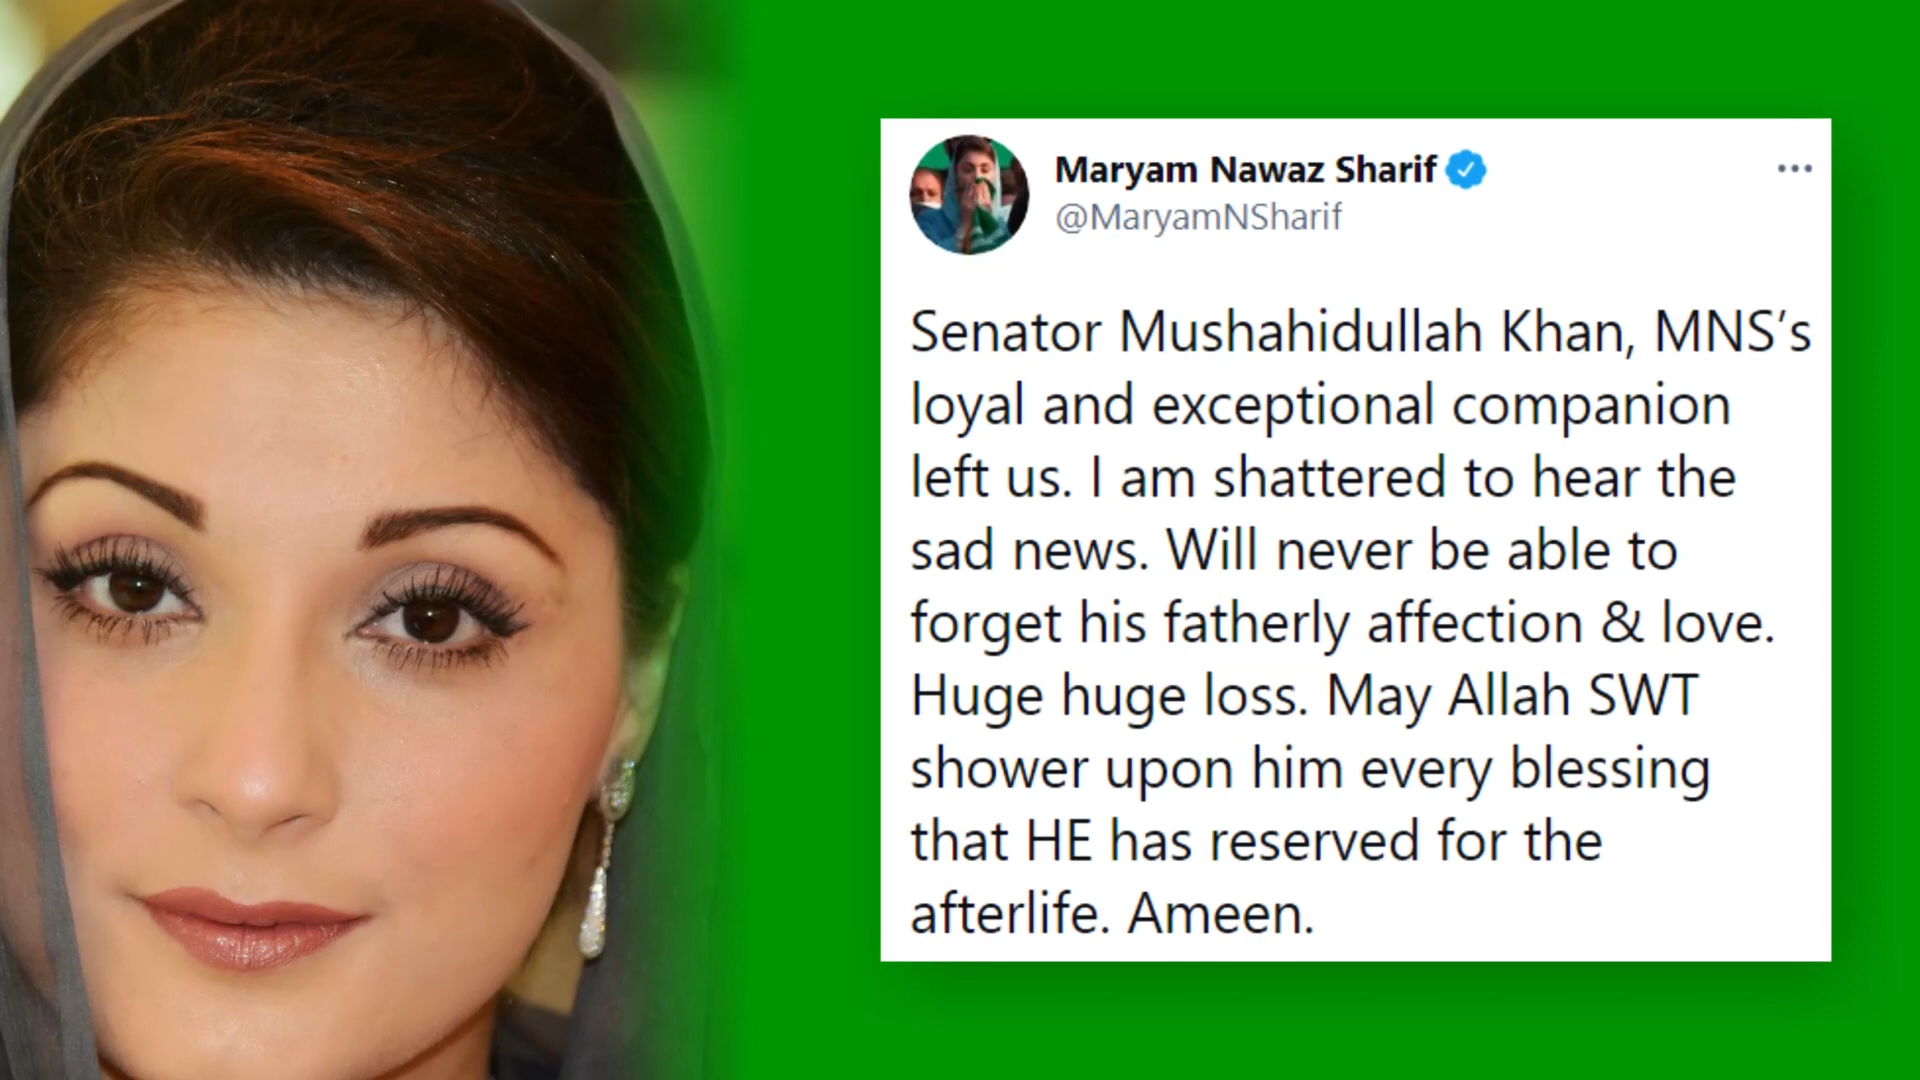 Maryam Nawaz Sharif
@MaryamNSharif
Senator Mushahidullah Khan, MNS’s
loyal and exceptional companion
left us. I am shattered to hear the
sad news. Will never be able to
forget his fatherly affection & love.
Huge huge loss. May Allah SWT
shower upon him every blessing
that HE has reserved for the
afterlife. Ameen.